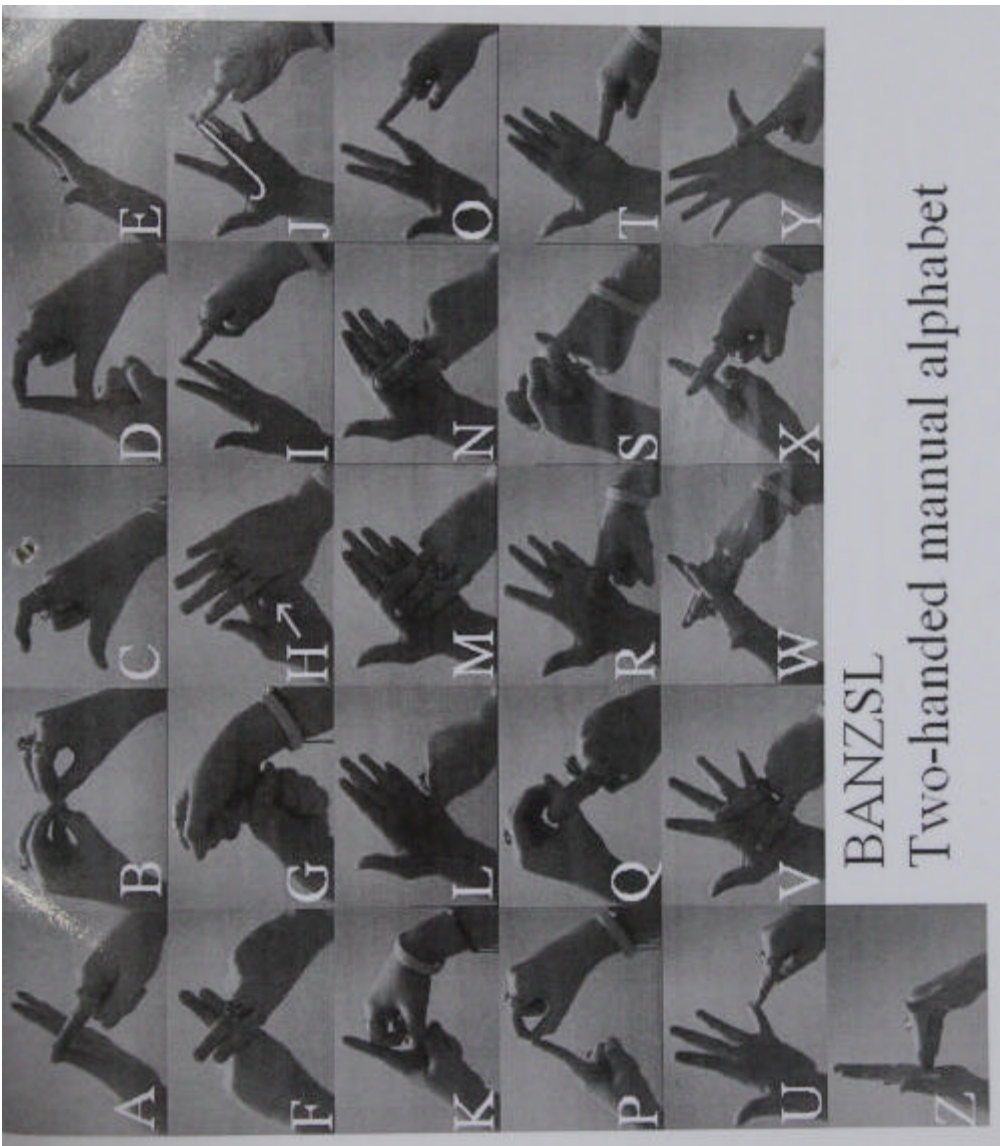 A B C D E
F G H I J
K L M N O
P Q R S T
U V W X Y
Z
BANZSL
Two-handed manual alphabet